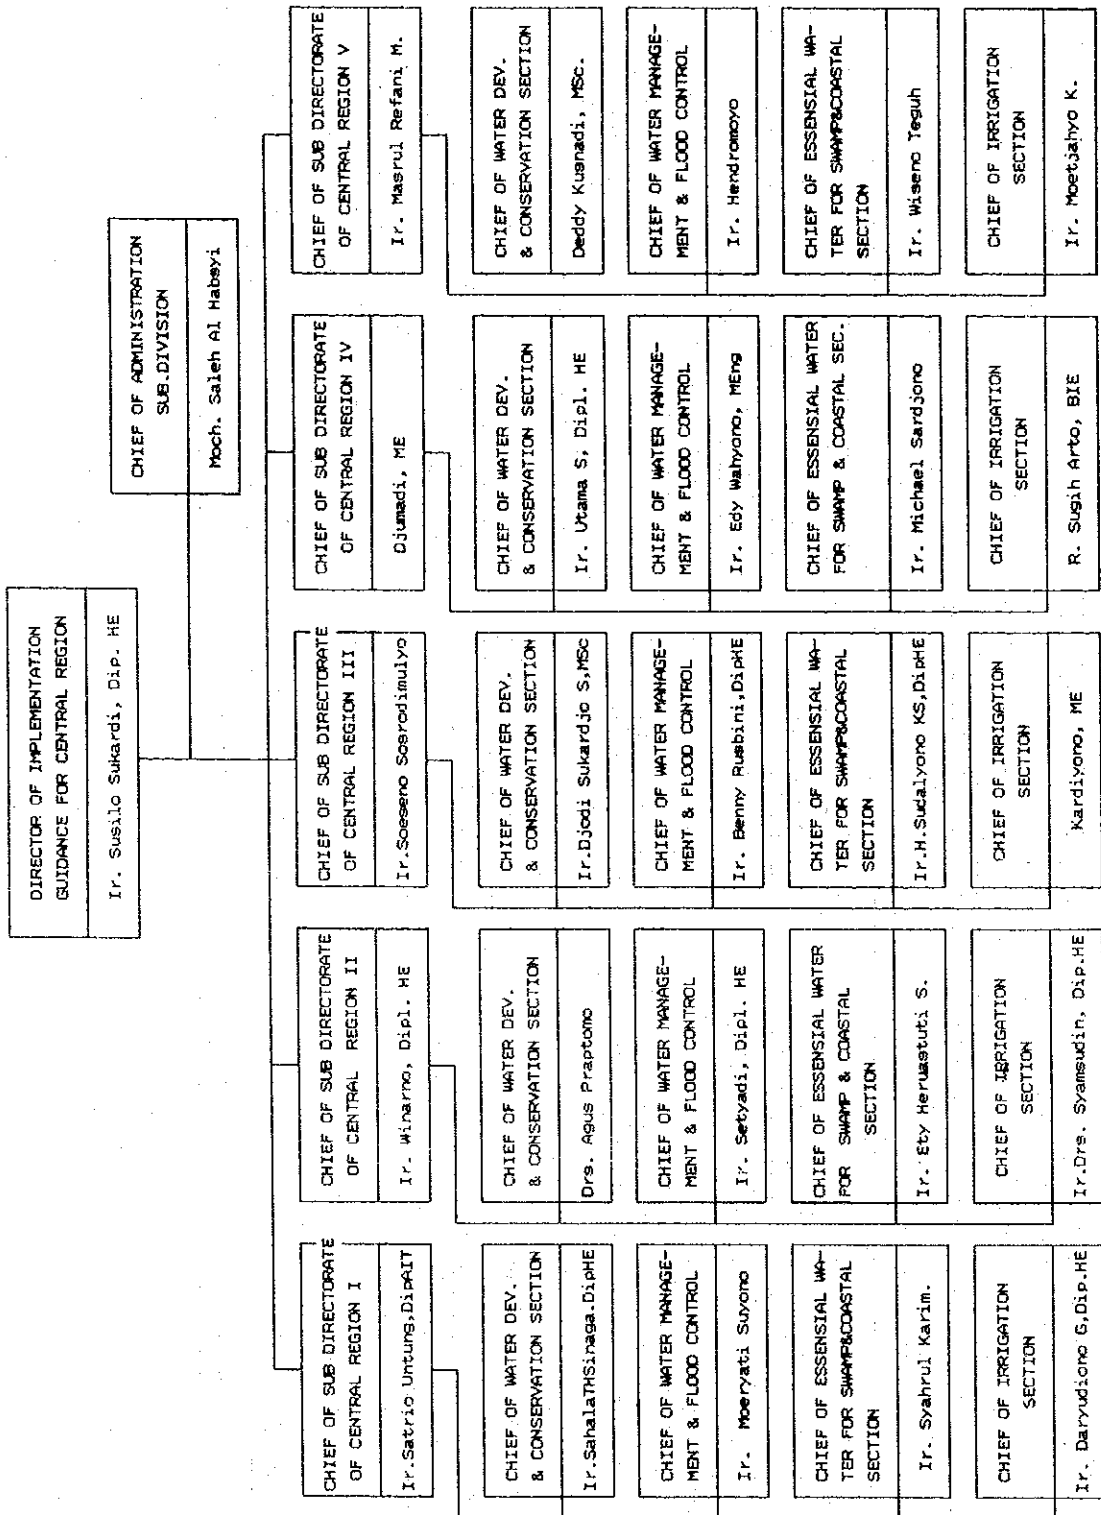 DIRECTOR OF IMPLEMENTATION
GUIDANCE FOR CENTRAL REGION
Ir. Susilo Sukardi, Dip. HE
CHIEF OF ADMINISTRATION
SUB.DIVISION
Moch. Saleh Al Habsyi
CHIEF OF SUB DIRECTORATE
OF CENTRAL REGION I
Ir.Satrio Untung,DipAIT
CHIEF OF WATER DEV.
& CONSERVATION SECTION
Ir.SahalaTHSinaga.DipHE
CHIEF OF WATER MANAGE-
MENT & FLOOD CONTROL
Ir. Moeryati Suyono
CHIEF OF ESSENSIAL WA-
TER FOR SWAMP&COASTAL
SECTION
Ir. Syahrul Karim.
CHIEF OF IRRIGATION
SECTION
Ir. Daryudiono G,Dip.HE
CHIEF OF SUB DIRECTORATE
OF CENTRAL REGION II
Ir. Winarno, Dipl. HE
CHIEF OF WATER DEV.
& CONSERVATION SECTION
Drs. Agus Praptomo
CHIEF OF WATER MANAGE-
MENT & FLOOD CONTROL
Ir. Setyadi, Dipl. HE
CHIEF OF ESSENSIAL WATER
FOR SWAMP & COASTAL
SECTION
Ir. Ety Heruastuti S.
CHIEF OF IRRIGATION
SECTION
Ir.Drs. Syamsudin, Dip.HE
CHIEF OF SUB DIRECTORATE
OF CENTRAL REGION III
Ir.Soeseno Sosrodimulyo
CHIEF OF WATER DEV.
& CONSERVATION SECTION
Ir.Djodi Sukardjo S,MSc
CHIEF OF WATER MANAGE-
MENT & FLOOD CONTROL
Ir. Benny Rusbini,DipHE
CHIEF OF ESSENSIAL WA-
TER FOR SWAMP&COASTAL
SECTION
Ir.H.Sudalyono KS,DipHE
CHIEF OF IRRIGATION
SECTION
Kardiyono, ME
CHIEF OF SUB DIRECTORATE
OF CENTRAL REGION IV
Djumadi, ME
CHIEF OF WATER DEV.
& CONSERVATION SECTION
Ir. Utama S, Dipl. HE
CHIEF OF WATER MANAGE-
MENT & FLOOD CONTROL
Ir. Edy Wahyono, MEng
CHIEF OF ESSENSIAL WATER
FOR SWAMP & COASTAL SEC.
Ir. Michael Sardjono
CHIEF OF IRRIGATION
SECTION
R. Sugih Arto, BIE
CHIEF OF SUB DIRECTORATE
OF CENTRAL REGION V
Ir. Masrul Refani M.
CHIEF OF WATER DEV.
& CONSERVATION SECTION
Deddy Kusnadi, MSc.
CHIEF OF WATER MANAGE-
MENT & FLOOD CONTROL
Ir. Hendromoyo
CHIEF OF ESSENSIAL WA-
TER FOR SWAMP&COASTAL
SECTION
Ir. Wiseno Teguh
CHIEF OF IRRIGATION
SECTION
Ir. Moetjahyo K.